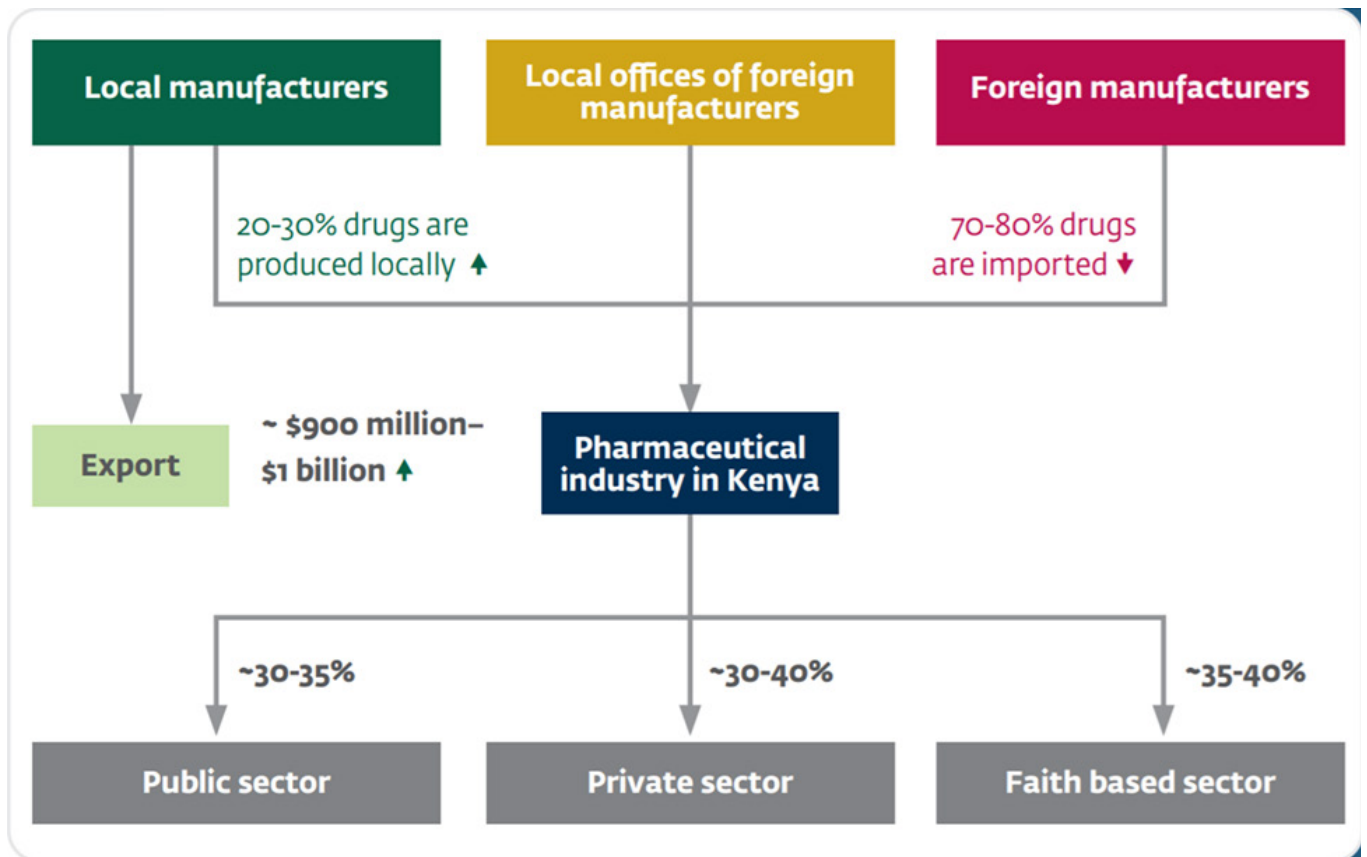 Local manufacturers
Local offices of foreign
manufacturers
Foreign manufacturers
20-30% drugs are
produced locally ↑
70-80% drugs
are imported ↓
Export
~ $900 million–
$1 billion ↑
Pharmaceutical
industry in Kenya
~30-35%
~30-40%
~35-40%
Public sector
Private sector
Faith based sector